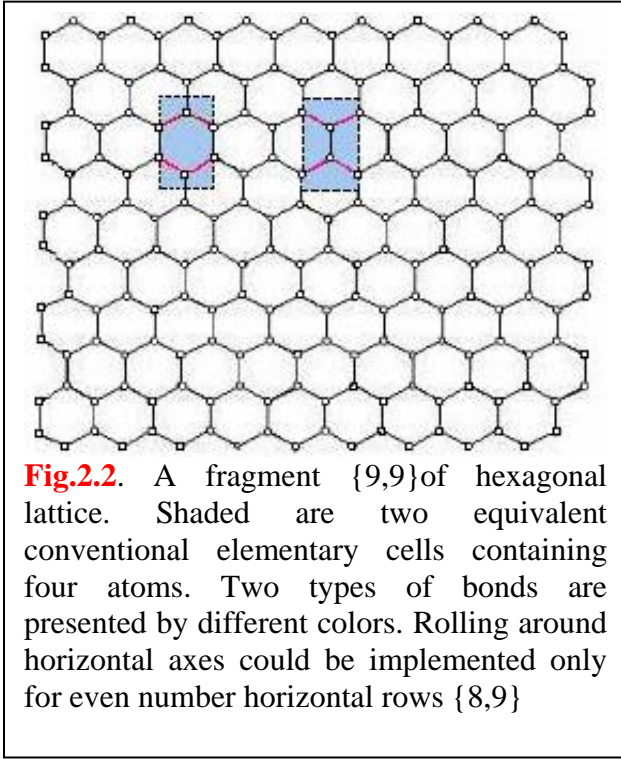 Fig.2.2. A fragment {9,9}of hexagonal
lattice. Shaded are two equivalent
conventional elementary cells containing
four atoms. Two types of bonds are
presented by different colors. Rolling around
horizontal axes could be implemented only
for even number horizontal rows {8,9}